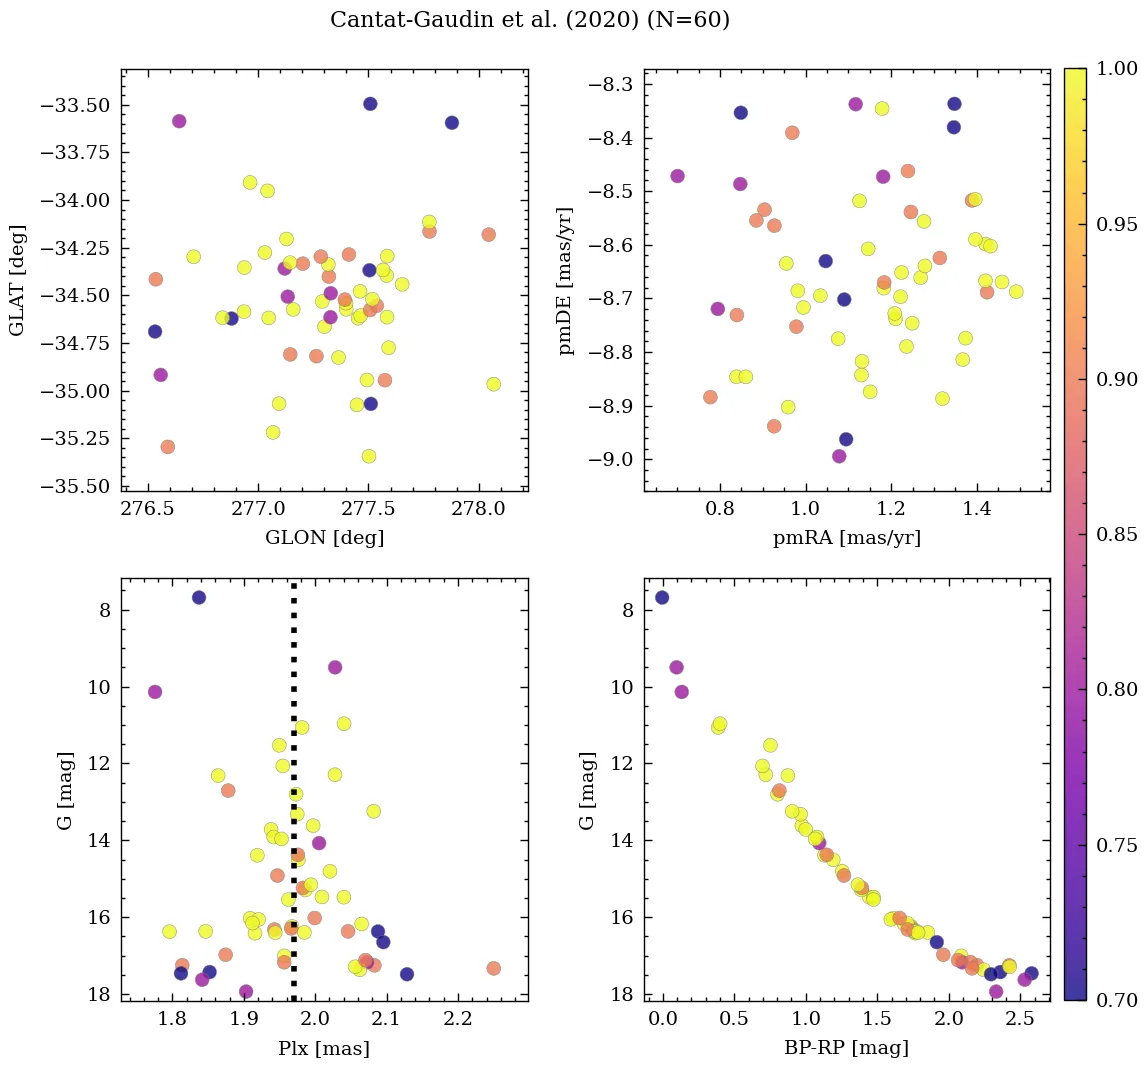 Cantat-Gaudin et al. (2020) (N=60)
GLAT [deg]
−33.50
−33.75
−34.00
−34.25
−34.50
−34.75
−35.00
−35.25
−35.50
276.5 277.0 277.5 278.0
GLON [deg]
pmDE [mas/yr]
−8.3
−8.4
−8.5
−8.6
−8.7
−8.8
−8.9
−9.0
0.8 1.0 1.2 1.4
pmRA [mas/yr]
G [mag]
8
10
12
14
16
18
1.8 1.9 2.0 2.1 2.2
Plx [mas]
G [mag]
8
10
12
14
16
18
0.0 0.5 1.0 1.5 2.0 2.5
BP-RP [mag]
1.00
0.95
0.90
0.85
0.80
0.75
0.70